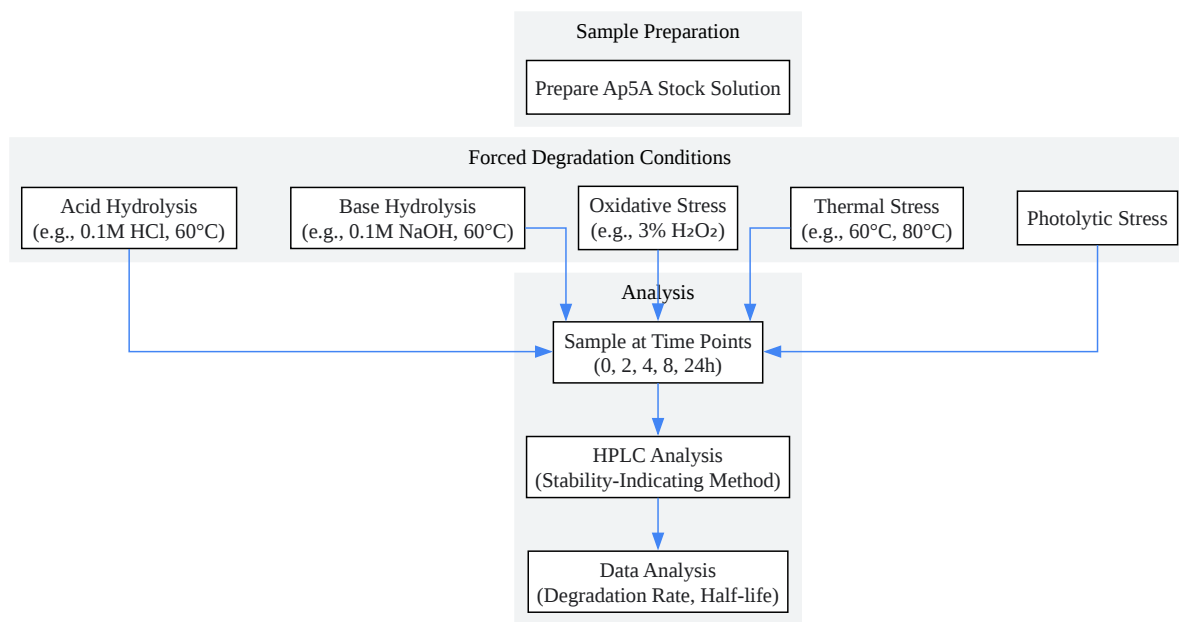 Sample Preparation
Prepare Ap5A Stock Solution
Forced Degradation Conditions
Acid Hydrolysis
(e.g., 0.1M HCl, 60°C)
Base Hydrolysis
(e.g., 0.1M NaOH, 60°C)
Oxidative Stress
(e.g., 3% H₂O₂)
Thermal Stress
(e.g., 60°C, 80°C)
Photolytic Stress
Analysis
Sample at Time Points
(0, 2, 4, 8, 24h)
HPLC Analysis
(Stability-Indicating Method)
Data Analysis
(Degradation Rate, Half-life)